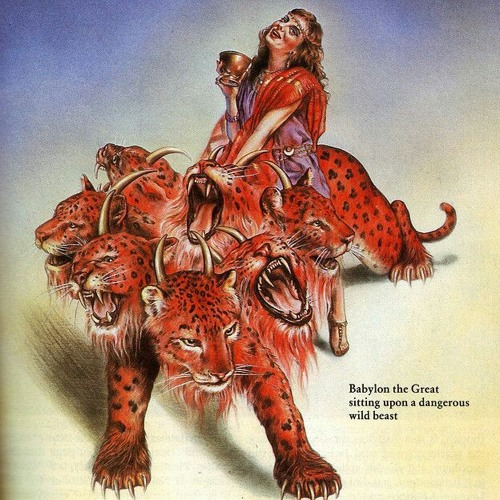 Babylon the Great
sitting upon a dangerous
wild beast